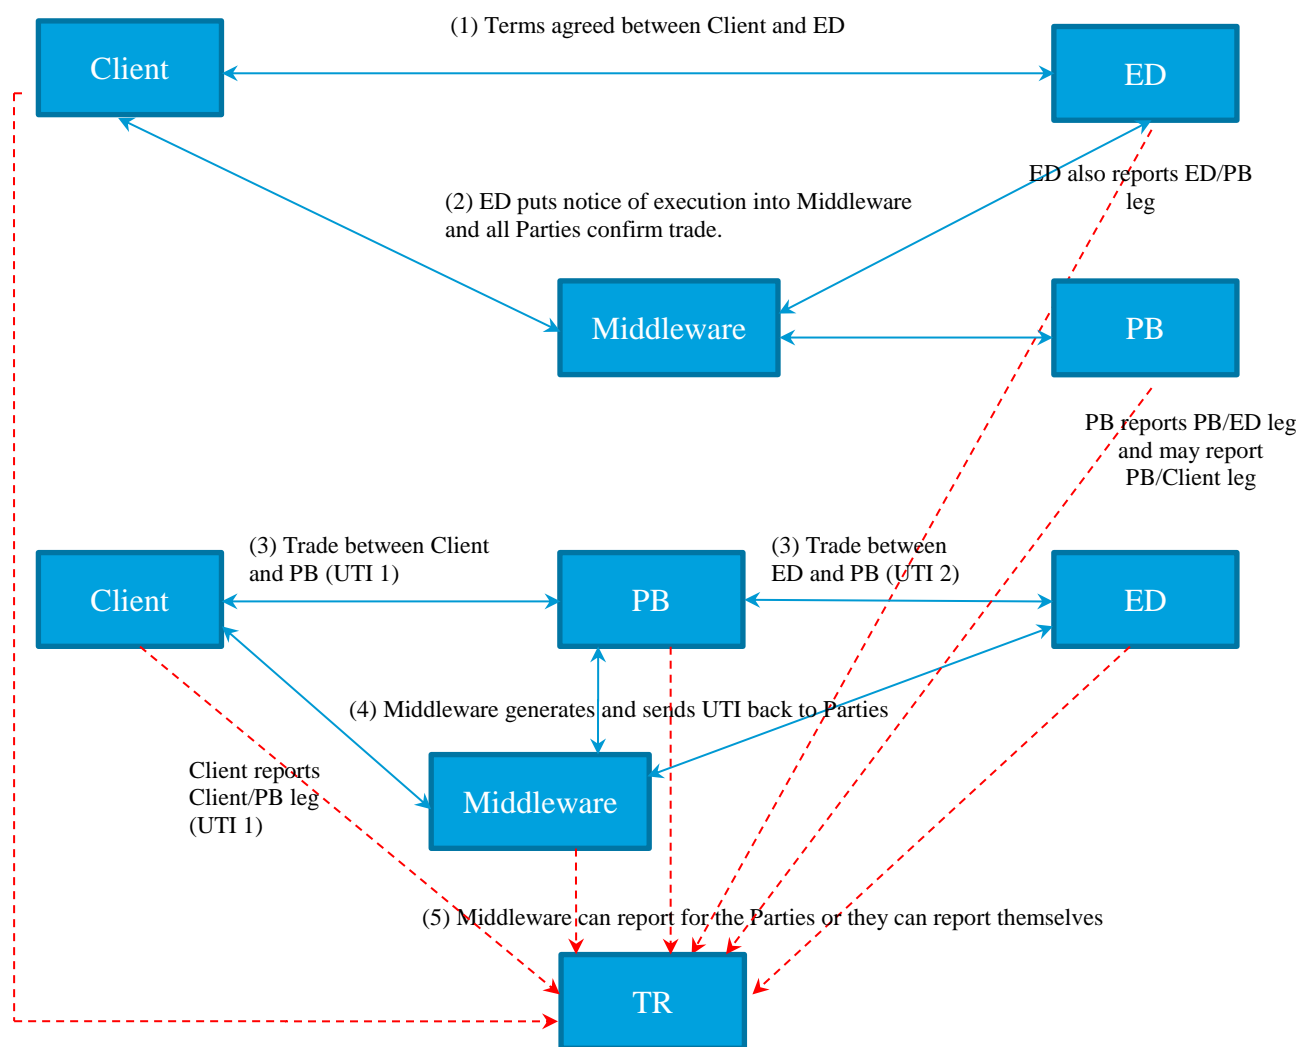 (1) Terms agreed between Client and ED
Client
ED
ED also reports ED/PB
leg
(2) ED puts notice of execution into Middleware
and all Parties confirm trade.
Middleware
PB
PB reports PB/ED leg
and may report
PB/Client leg
(3) Trade between Client
and PB (UTI 1)
(3) Trade between
ED and PB (UTI 2)
Client
PB
ED
(4) Middleware generates and sends UTI back to Parties
Client reports
Client/PB leg
(UTI 1)
Middleware
(5) Middleware can report for the Parties or they can report themselves
TR